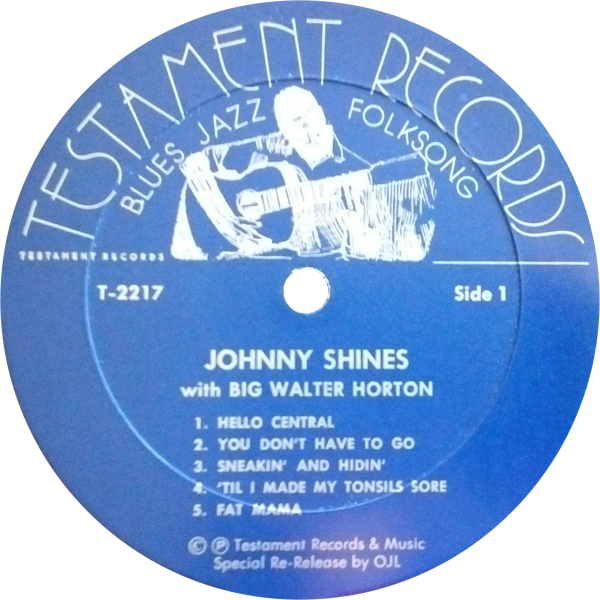 TESTAMENT RECORDS
BLUES JAZZ FOLKSONG
TESTAMENT RECORDS
T-2217
Side 1
JOHNNY SHINES
with BIG WALTER HORTON
1. HELLO CENTRAL
2. YOU DON'T HAVE TO GO
3. SNEAKIN' AND HIDIN'
4. 'TIL I MADE MY TONSILS SORE
5. FAT MAMA
© ℗ Testament Records & Music
Special Re-Release by OJL